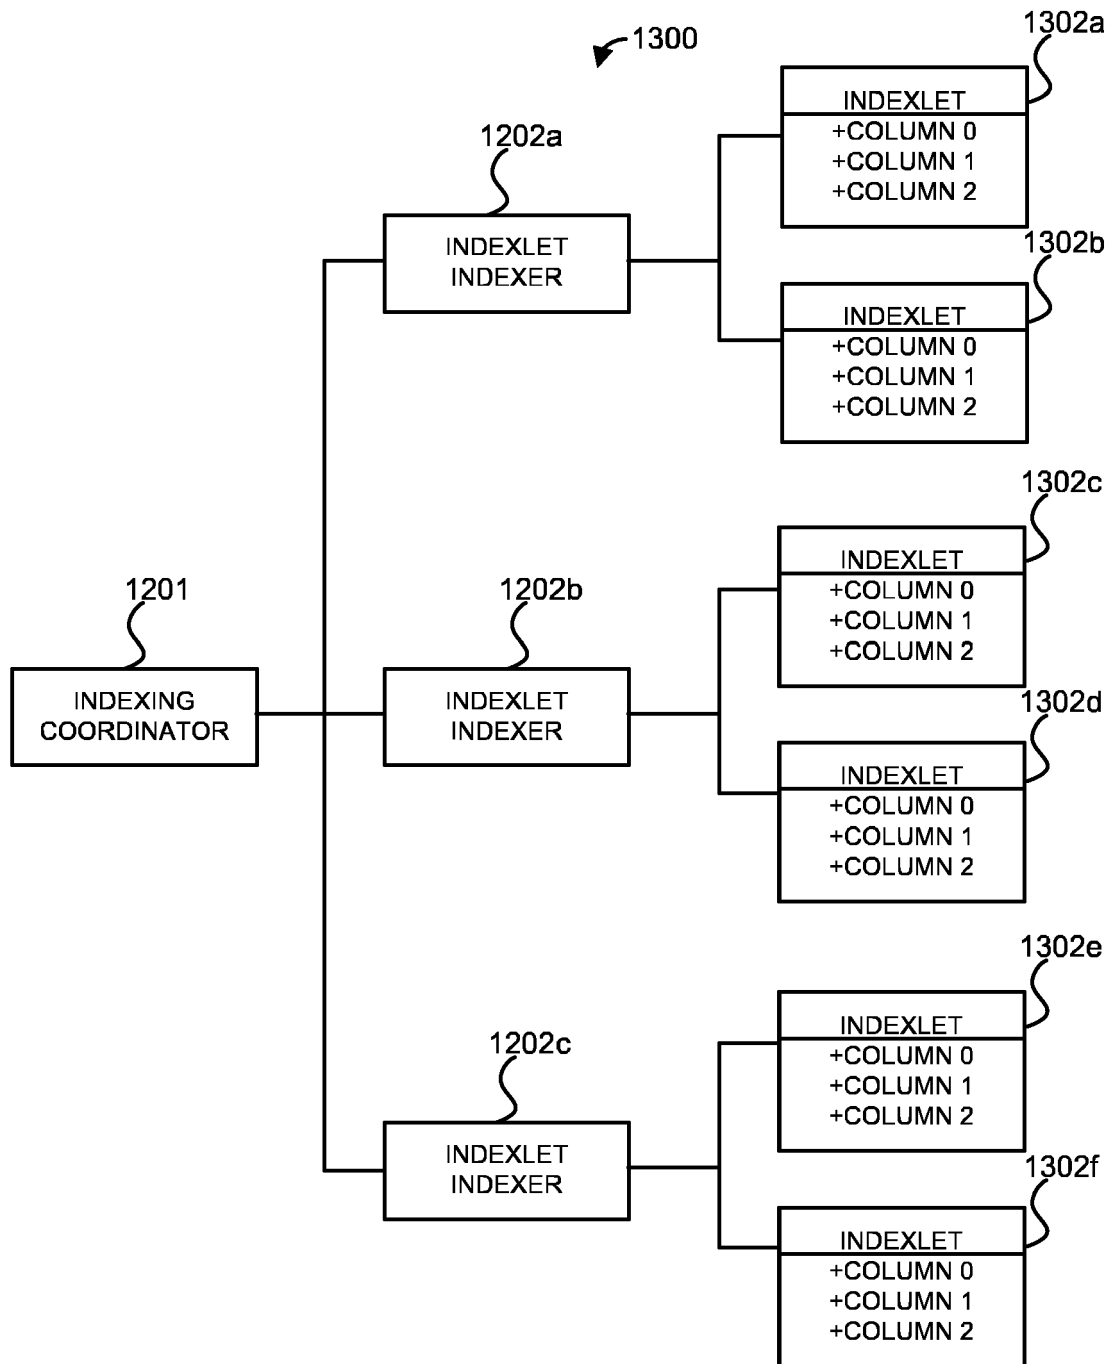 1300
1302a
INDEXLET
+COLUMN 0
+COLUMN 1
+COLUMN 2
1202a
INDEXLET
INDEXER
1302b
INDEXLET
+COLUMN 0
+COLUMN 1
+COLUMN 2
1302c
INDEXLET
+COLUMN 0
+COLUMN 1
+COLUMN 2
1201
INDEXING
COORDINATOR
1202b
INDEXLET
INDEXER
1302d
INDEXLET
+COLUMN 0
+COLUMN 1
+COLUMN 2
1302e
INDEXLET
+COLUMN 0
+COLUMN 1
+COLUMN 2
1202c
INDEXLET
INDEXER
1302f
INDEXLET
+COLUMN 0
+COLUMN 1
+COLUMN 2